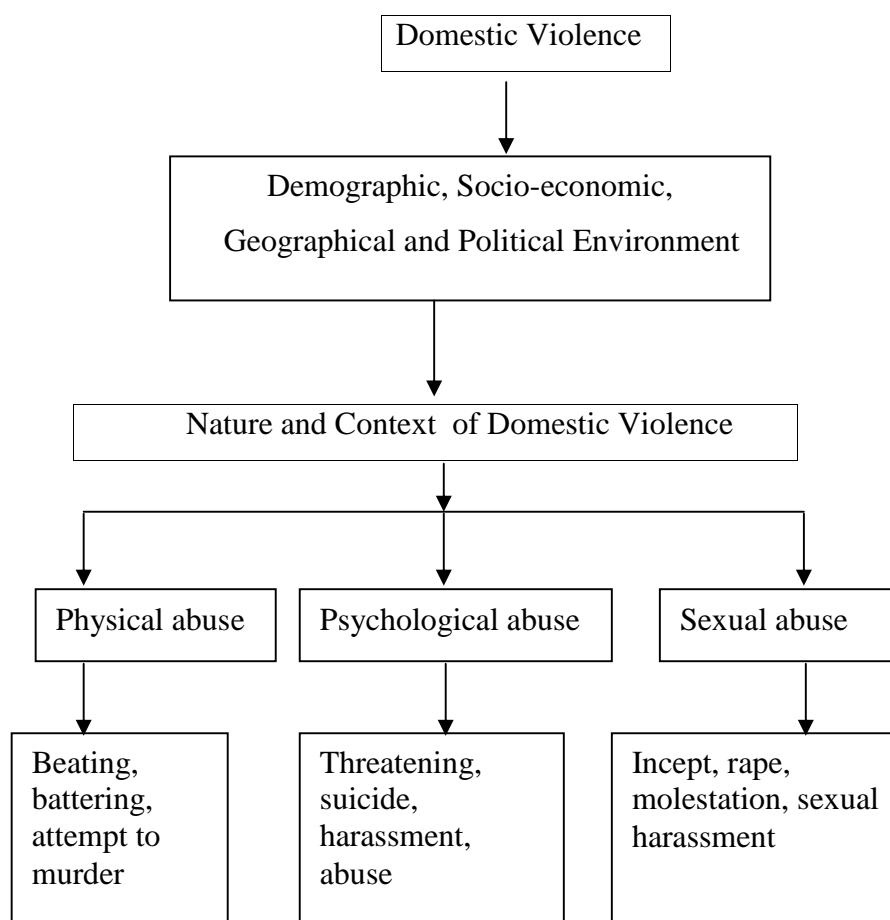 Domestic Violence
Demographic, Socio-economic,
Geographical and Political Environment
Nature and Context of Domestic Violence
Physical abuse
Psychological abuse
Sexual abuse
Beating,
battering,
attempt to
murder
Threatening,
suicide,
harassment,
abuse
Incept, rape,
molestation, sexual
harassment